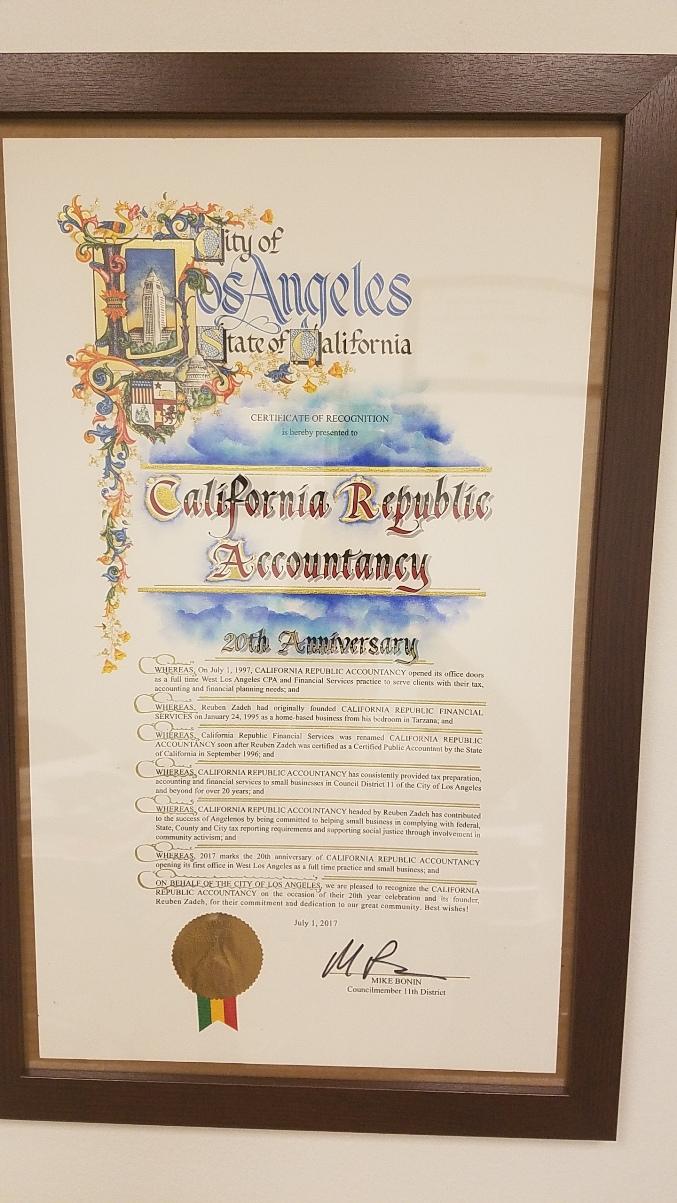 City of
Los Angeles
State of California
CERTIFICATE OF RECOGNITION
is hereby presented to
California Republic
Accountancy
20th Anniversary
WHEREAS, On July 1, 1997, CALIFORNIA REPUBLIC ACCOUNTANCY opened its office doors
as a full time West Los Angeles CPA and Financial Services practice to serve clients with their tax,
accounting and financial planning needs; and
WHEREAS, Reuben Zadeh had originally founded CALIFORNIA REPUBLIC FINANCIAL
SERVICES on January 24, 1995 as a home-based business from his bedroom in Tarzana; and
WHEREAS, California Republic Financial Services was renamed CALIFORNIA REPUBLIC
ACCOUNTANCY soon after Reuben Zadeh was certified as a Certified Public Accountant by the State
of California in September 1996; and
WHEREAS, CALIFORNIA REPUBLIC ACCOUNTANCY has consistently provided tax preparation,
accounting and financial services to small businesses in Council District 11 of the City of Los Angeles
and beyond for over 20 years; and
WHEREAS, CALIFORNIA REPUBLIC ACCOUNTANCY headed by Reuben Zadeh has contributed
to the success of Angelenos by being committed to helping small business in complying with federal,
State, County and City tax reporting requirements and supporting social justice through involvement in
community activism; and
WHEREAS, 2017 marks the 20th anniversary of CALIFORNIA REPUBLIC ACCOUNTANCY
opening its first office in West Los Angeles as a full time practice and small business; and
ON BEHALF OF THE CITY OF LOS ANGELES, we are pleased to recognize the CALIFORNIA
REPUBLIC ACCOUNTANCY on the occasion of their 20th year celebration and its founder,
Reuben Zadeh, for their commitment and dedication to our great community. Best wishes!
July 1, 2017
MIKE BONIN
Councilmember 11th District